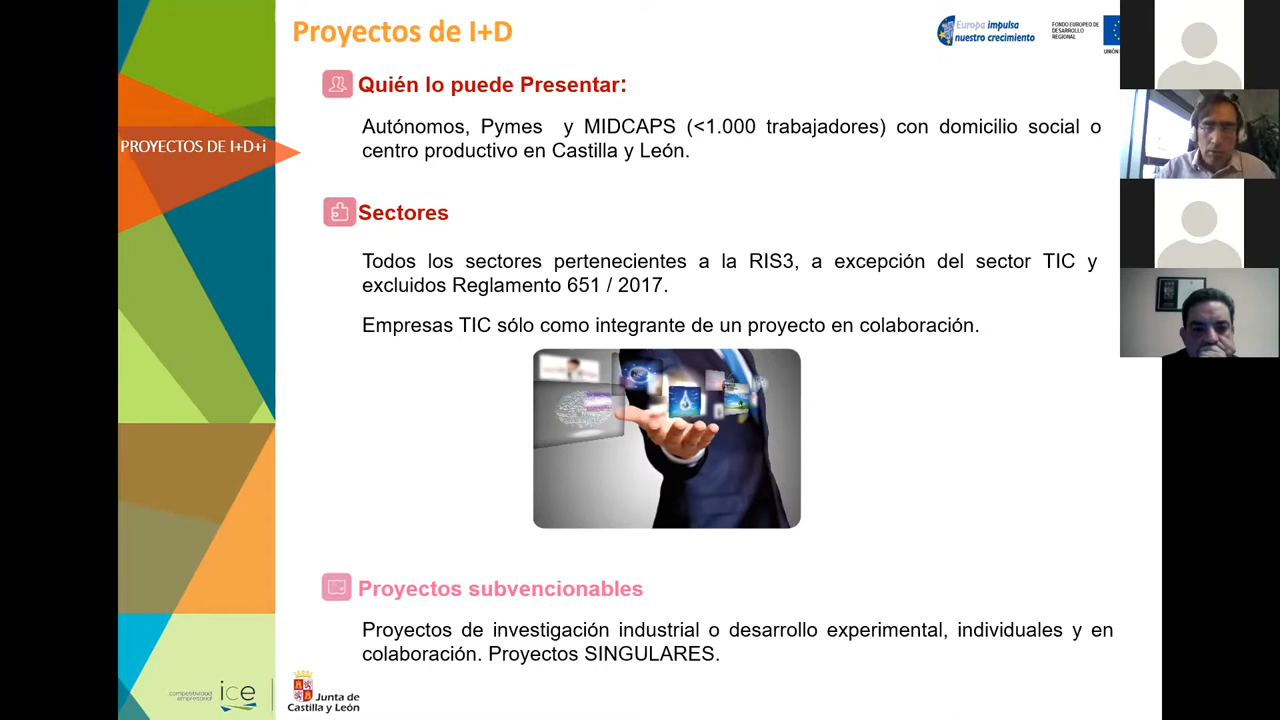 Proyectos de I+D
Europa impulsa
nuestro crecimiento
FONDO EUROPEO DE
DESARROLLO
REGIONAL
UNIÓN
PROYECTOS DE I+D+i
Quién lo puede Presentar:
Autónomos, Pymes y MIDCAPS (<1.000 trabajadores) con domicilio social o
centro productivo en Castilla y León.
Sectores
Todos los sectores pertenecientes a la RIS3, a excepción del sector TIC y
excluidos Reglamento 651 / 2017.
Empresas TIC sólo como integrante de un proyecto en colaboración.
Proyectos subvencionables
Proyectos de investigación industrial o desarrollo experimental, individuales y en
colaboración. Proyectos SINGULARES.
competitividad
empresarial
ice
Junta de
Castilla y León